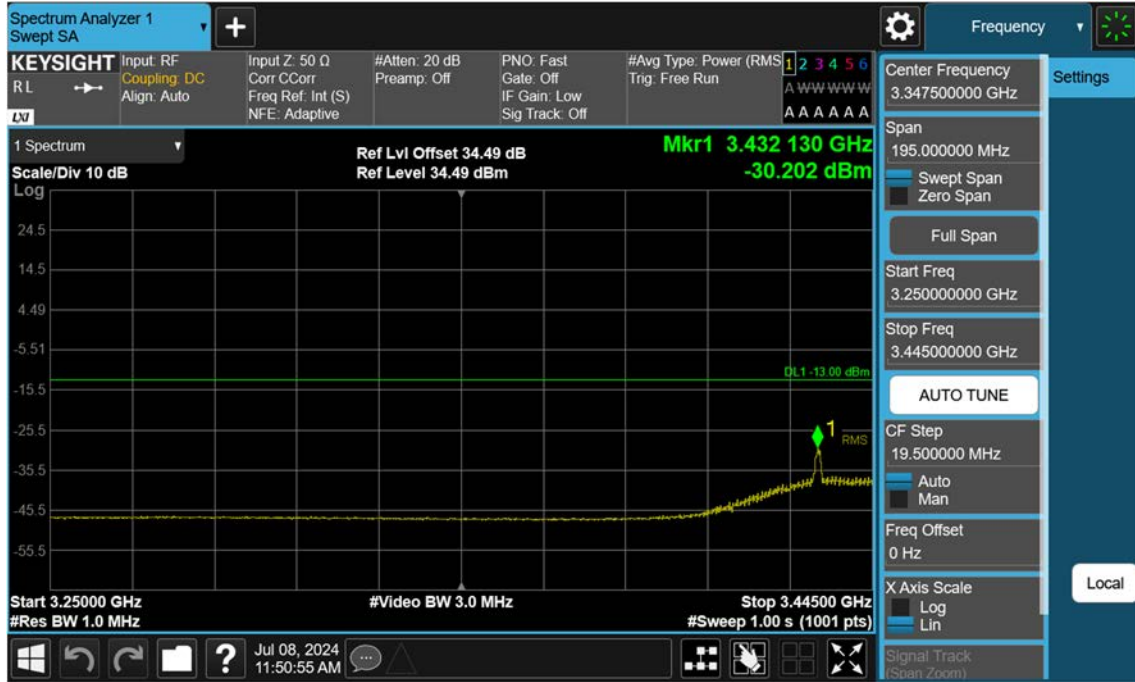 Spectrum Analyzer 1
Swept SA
Frequency
KEYSIGHT
R L
LXI
Input: RF
Coupling: DC
Align: Auto
Input Z: 50 Ω
Corr CCorr
Freq Ref: Int (S)
NFE: Adaptive
#Atten: 20 dB
Preamp: Off
PNO: Fast
Gate: Off
IF Gain: Low
Sig Track: Off
#Avg Type: Power (RMS
Trig: Free Run
1 2 3 4 5 6
A W W W W W
A A A A A A
1 Spectrum
Scale/Div 10 dB
Log
Ref Lvl Offset 34.49 dB
Ref Level 34.49 dBm
Mkr1 3.432 130 GHz
-30.202 dBm
24.5
14.5
4.49
-5.51
-15.5
-25.5
-35.5
-45.5
-55.5
DL1 -13.00 dBm
1
RMS
Start 3.25000 GHz
#Res BW 1.0 MHz
#Video BW 3.0 MHz
Stop 3.44500 GHz
#Sweep 1.00 s (1001 pts)
Center Frequency
3.347500000 GHz
Settings
Span
195.000000 MHz
Swept Span
Zero Span
Full Span
Start Freq
3.250000000 GHz
Stop Freq
3.445000000 GHz
AUTO TUNE
CF Step
19.500000 MHz
Auto
Man
Freq Offset
0 Hz
X Axis Scale
Log
Lin
Local
Signal Track
(Span Zoom)
?
Jul 08, 2024
11:50:55 AM